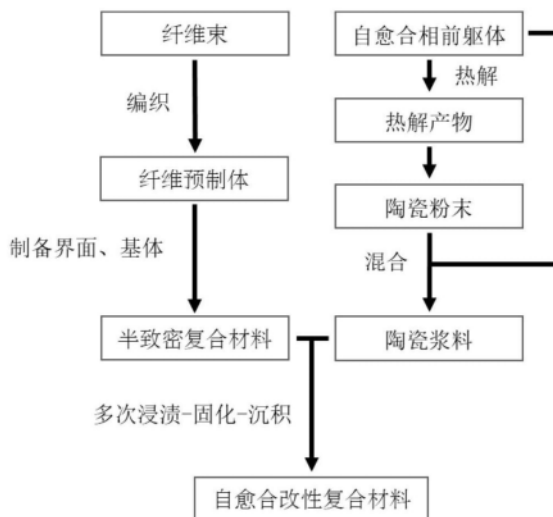 纤维束
自愈合相前躯体
编织
热解
热解产物
纤维预制体
陶瓷粉末
制备界面、基体
混合
半致密复合材料
陶瓷浆料
多次浸渍-固化-沉积
自愈合改性复合材料